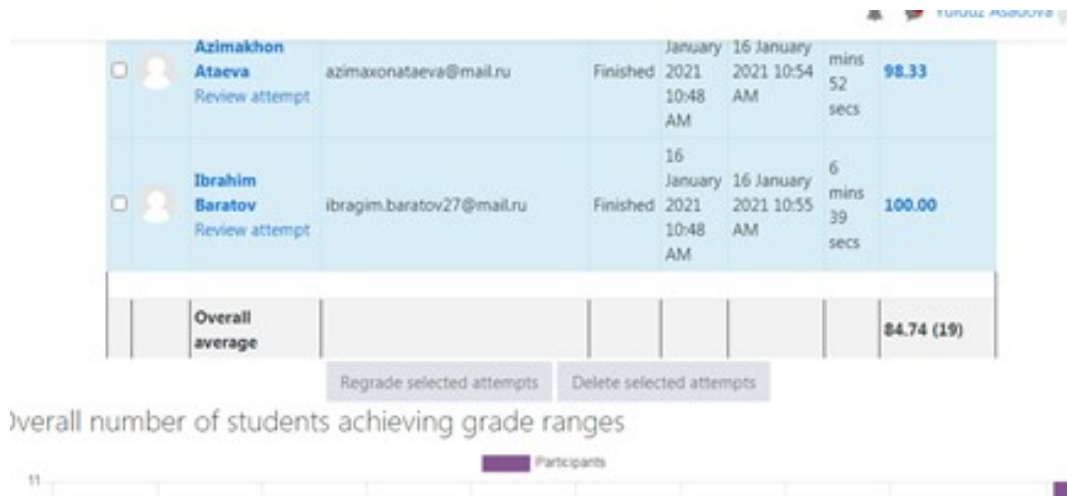 Azimakhon
Ataeva
Review attempt
azimaxonataeva@mail.ru
Finished
January
2021
10:48
AM
16 January
2021 10:54
AM
mins
52
secs
98.33
Ibrahim
Baratov
Review attempt
ibragim.baratov27@mail.ru
Finished
16
January
2021
10:48
AM
16 January
2021 10:55
AM
6
mins
39
secs
100.00
Overall
average
84.74 (19)
Regrade selected attempts
Delete selected attempts
Overall number of students achieving grade ranges
Participants
11